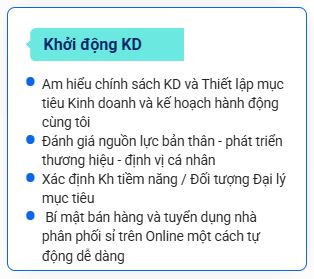 Khởi động KD
Am hiểu chính sách KD và Thiết lập mục
tiêu Kinh doanh và kế hoạch hành động
cùng tôi
Đánh giá nguồn lực bản thân - phát triển
thương hiệu - định vị cá nhân
Xác định Kh tiềm năng / Đối tượng Đại lý
mục tiêu
Bí mật bán hàng và tuyển dụng nhà
phân phối sỉ trên Online một cách tự
động dễ dàng